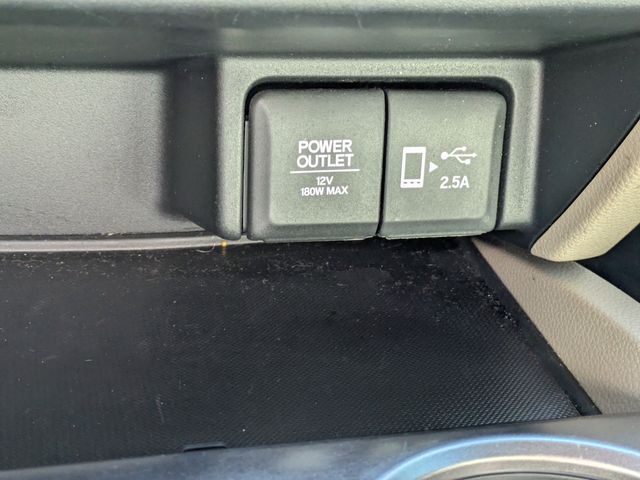 POWER
OUTLET
12V
180W MAX
2.5A